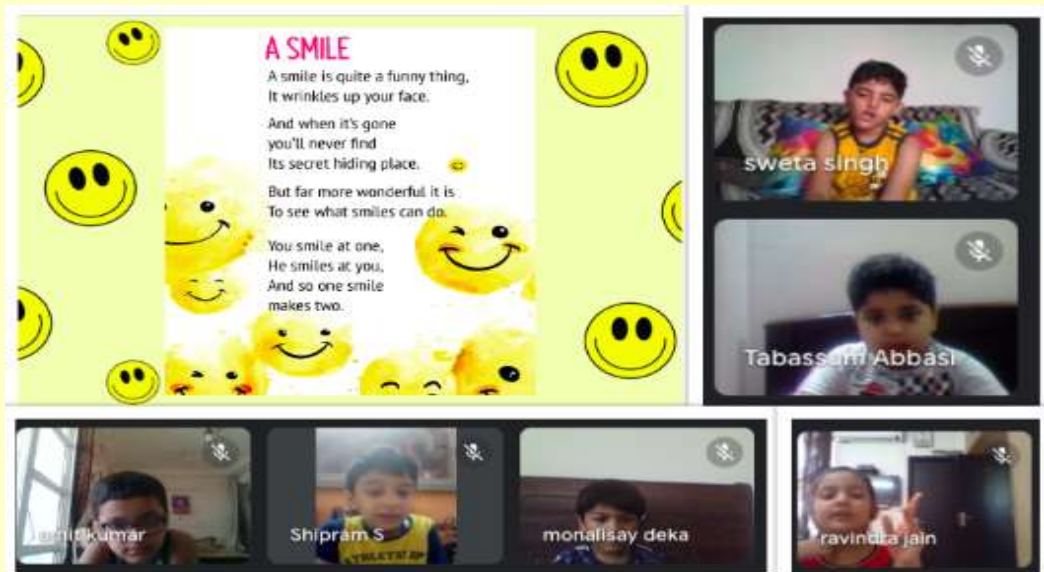 A SMILE
A smile is quite a funny thing,
It wrinkles up your face.
And when it's gone
you'll never find
Its secret hiding place.
But far more wonderful it is
To see what smiles can do.
You smile at one,
He smiles at you,
And so one smile
makes two.
sweta singh
Tabassum Abbasi
kumar
Shipram S
monalisay deka
ravindra jain